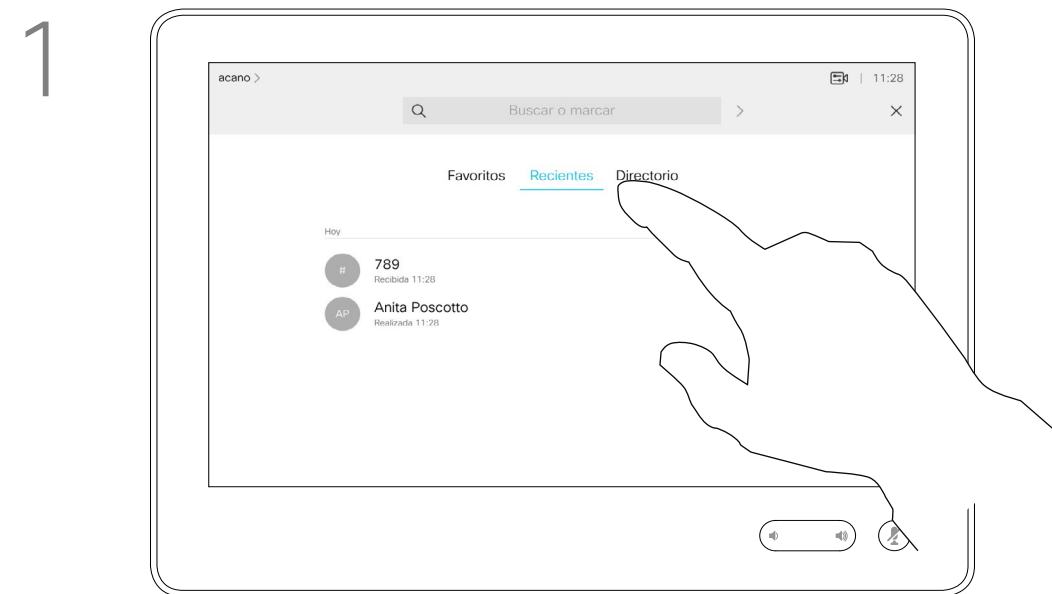 1
acano >
11:28
Buscar o marcar
Favoritos Recientes Directorio
Hoy
#
789
Recibida 11:28
AP
Anita Poscotto
Realizada 11:28